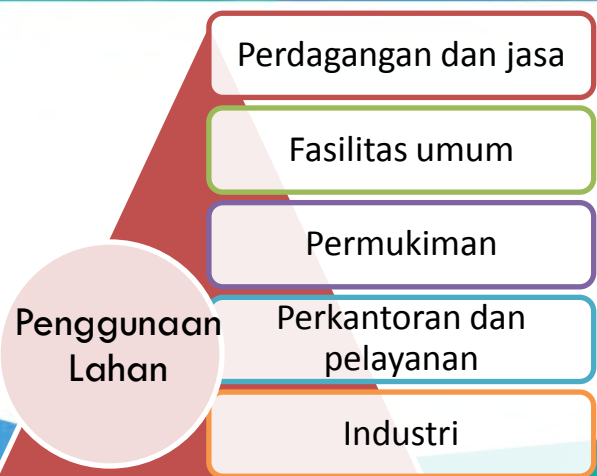 Perdagangan dan jasa
Fasilitas umum
Permukiman
Penggunaan
Lahan
Perkantoran dan
pelayanan
Industri